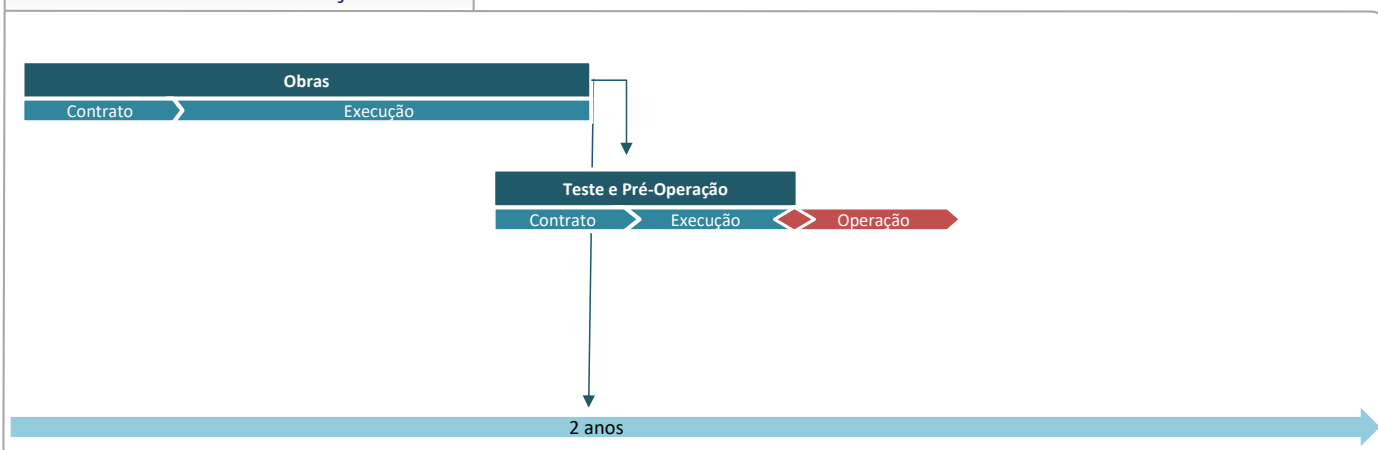 Obras
Contrato
Execução
Teste e Pré-Operação
Contrato
Execução
Operação
2 anos